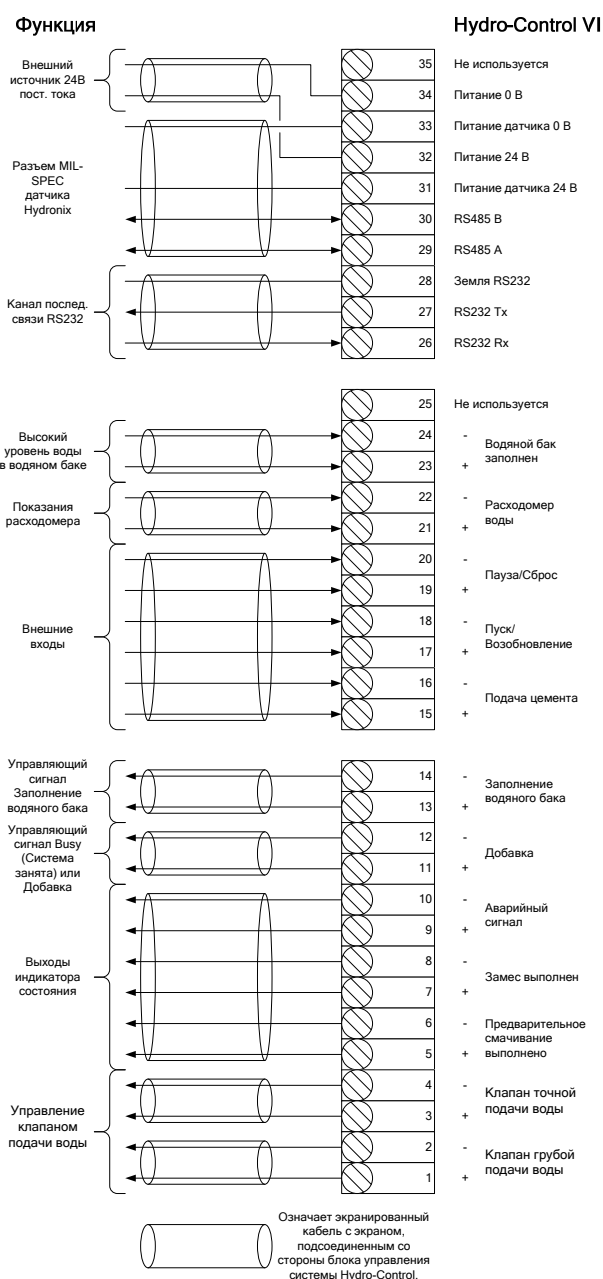 Функция
Hydro-Control VI
Внешний
источник 24В
пост. тока
35 Не используется
34 Питание 0 В
33 Питание датчика 0 В
32 Питание 24 В
Разъем MIL-
SPEC
датчика
Hydronix
31 Питание датчика 24 В
30 RS485 B
29 RS485 A
Канал послед.
связи RS232
28 Земля RS232
27 RS232 Tx
26 RS232 Rx
25 Не используется
Высокий
уровень воды
в водяном баке
24 -
23 +
Водяной бак
заполнен
Показания
расходомера
22 -
21 +
Расходомер
воды
Внешние
входы
20 -
19 +
Пауза/Сброс
18 -
17 +
Пуск/
Возобновление
16 -
15 +
Подача цемента
Управляющий
сигнал
Заполнение
водяного бака
14 -
13 +
Заполнение
водяного бака
Управляющий
сигнал Busy
(Система
занята) или
Добавка
12 -
11 +
Добавка
Выходы
индикатора
состояния
10 -
9 +
Аварийный
сигнал
8 -
7 +
Замес выполнен
6 -
5 +
Предварительное
смачивание
выполнено
Управление
клапаном
подачи воды
4 -
3 +
Клапан точной
подачи воды
2 -
1 +
Клапан грубой
подачи воды
Означает экранированный
кабель с экраном,
подсоединенным со
стороны блока управления
системы Hydro-Control.